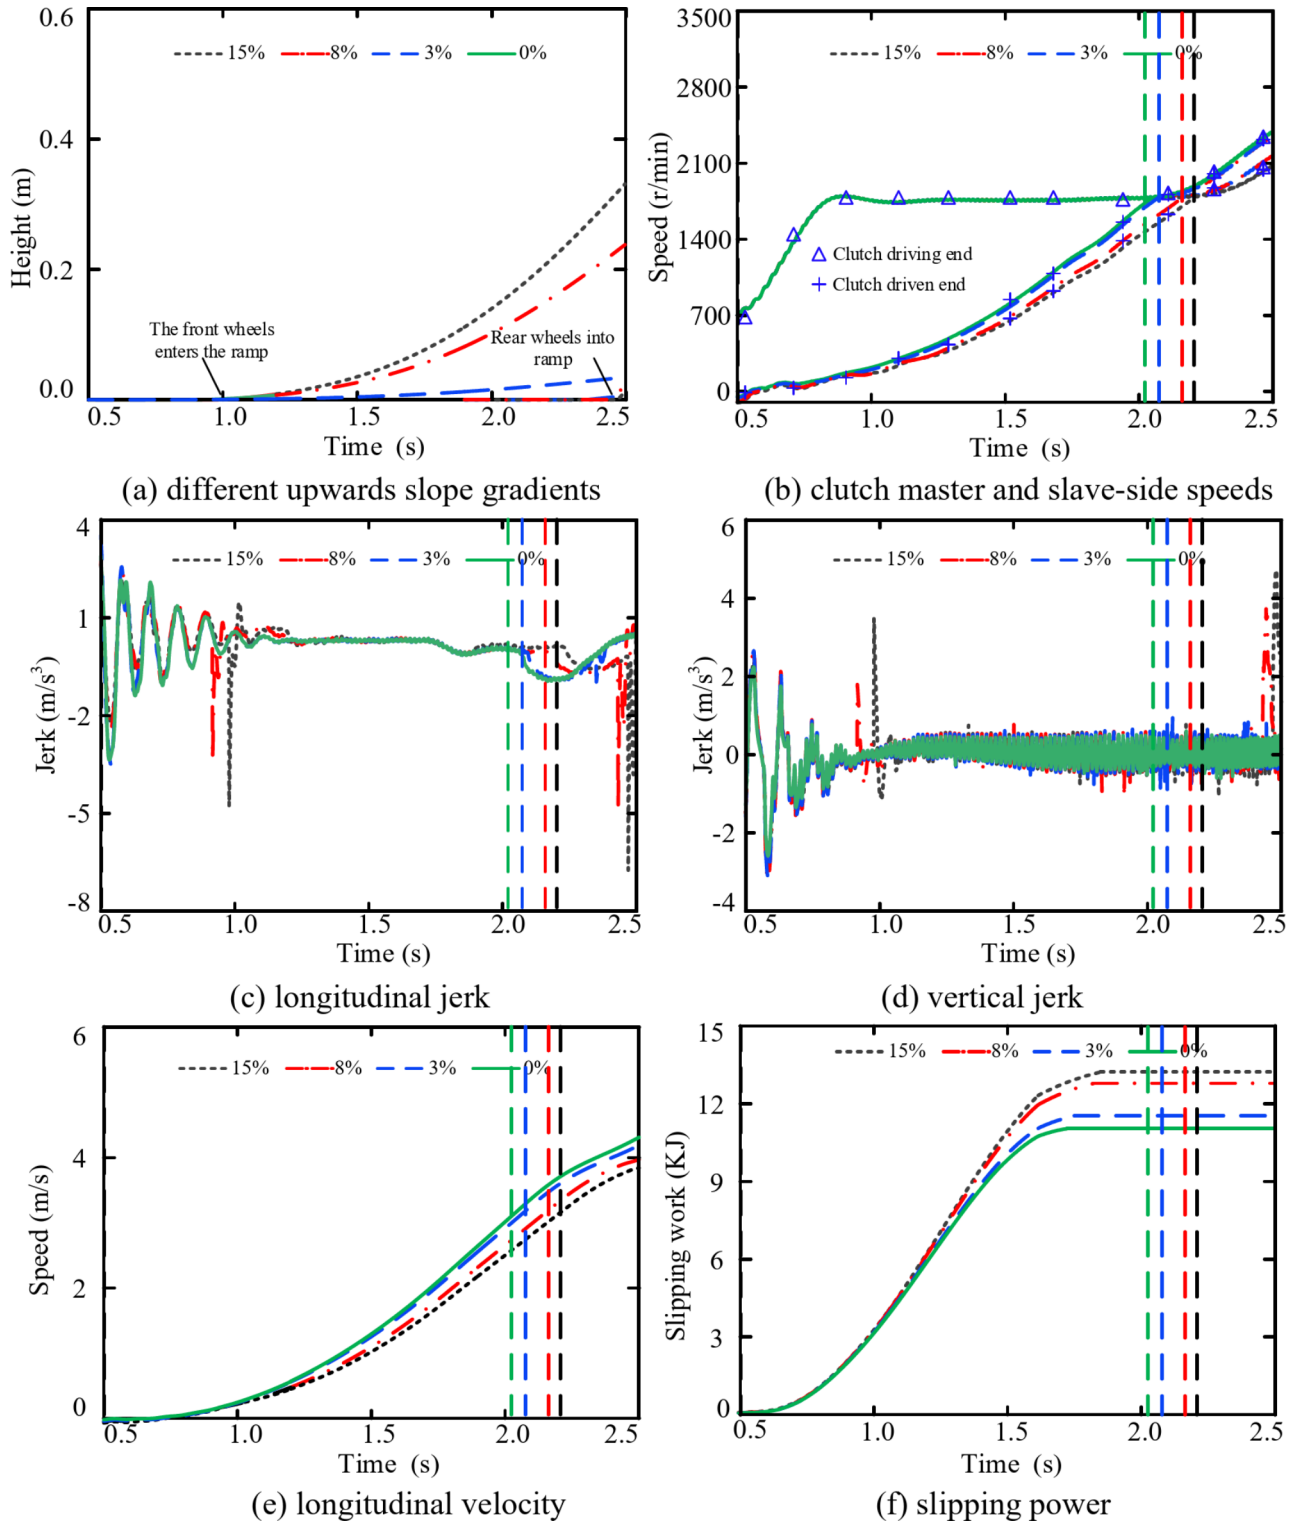 0.6
0.4
0.2
0.0
Height (m)
15% 8% 3% 0%
The front wheels
enters the ramp
Rear wheels into
ramp
0.5 1.0 1.5 2.0 2.5
Time (s)
(a) different upwards slope gradients
3500
2800
2100
1400
700
0
Speed (r/min)
15% 8% 3% 0%
Clutch driving end
Clutch driven end
0.5 1.0 1.5 2.0 2.5
Time (s)
(b) clutch master and slave-side speeds
4
1
-2
-5
-8
Jerk (m/s³)
15% 8% 3% 0%
0.5 1.0 1.5 2.0 2.5
Time (s)
(c) longitudinal jerk
6
4
2
0
-2
-4
Jerk (m/s³)
15% 8% 3% 0%
0.5 1.0 1.5 2.0 2.5
Time (s)
(d) vertical jerk
6
4
2
0
Speed (m/s)
15% 8% 3% 0%
0.5 1.0 1.5 2.0 2.5
Time (s)
(e) longitudinal velocity
15
12
9
6
3
0
Slipping work (KJ)
15% 8% 3% 0%
0.5 1.0 1.5 2.0 2.5
Time (s)
(f) slipping power